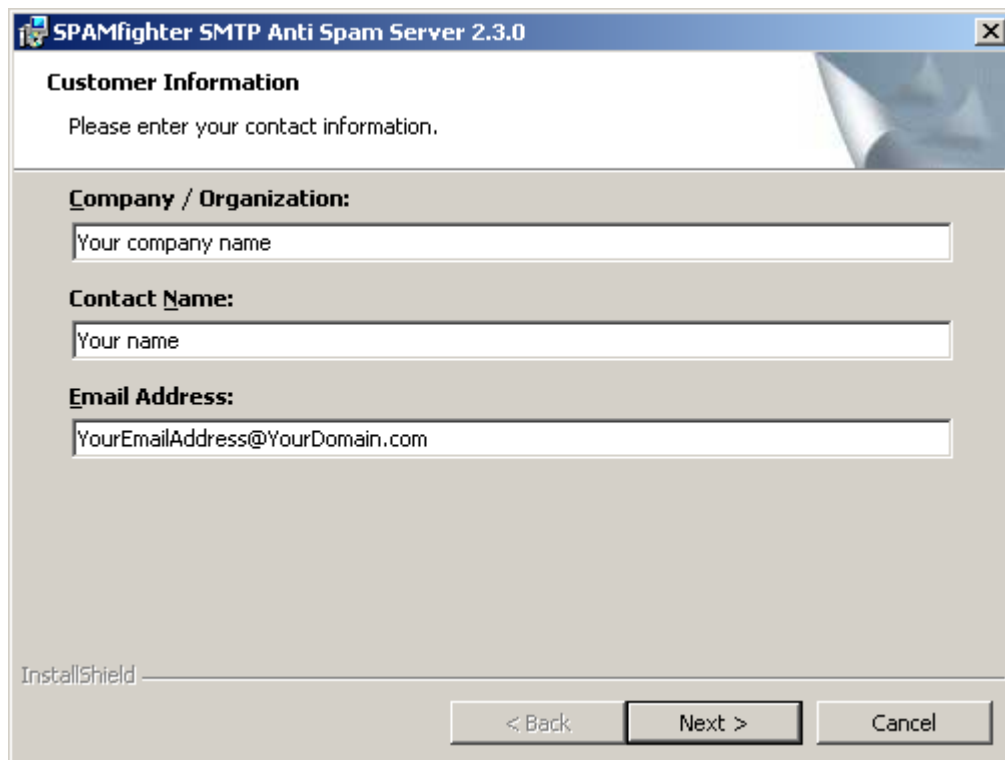 SPAMfighter SMTP Anti Spam Server 2.3.0
Customer Information
Please enter your contact information.
Company / Organization:
Your company name
Contact Name:
Your name
Email Address:
YourEmailAddress@YourDomain.com
InstallShield
< Back Next > Cancel